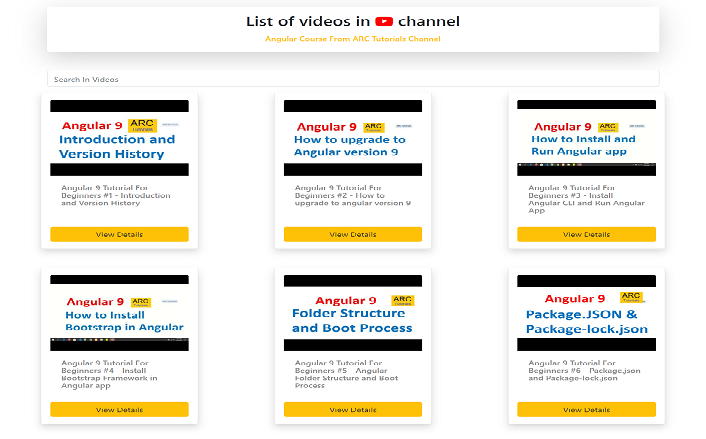 List of videos in channel
Angular Course From ARC Tutorials Channel
Search In Videos
Angular 9 ARC Tutorials
Introduction and
Version History
Angular 9 Tutorial For
Beginners #1 - Introduction
and Version History
View Details
Angular 9 ARC
How to upgrade to
Angular version 9
Angular 9 Tutorial For
Beginners #2 - How to
upgrade to angular version 9
View Details
Angular 9 ARC
How to Install and
Run Angular app
Angular 9 Tutorial For
Beginners #3 - Install
Angular CLI and Run Angular
App
View Details
Angular 9 ARC
How to Install
Bootstrap in Angular
Angular 9 Tutorial For
Beginners #4 - Install
Bootstrap Framework in
Angular app
View Details
Angular 9 ARC
Folder Structure
and Boot Process
Angular 9 Tutorial For
Beginners #5 - Angular
Folder Structure and Boot
Process
View Details
Angular 9 ARC
Package.JSON &
Package-lock.json
Angular 9 Tutorial For
Beginners #6 - Package.json
and Package-lock.json
View Details